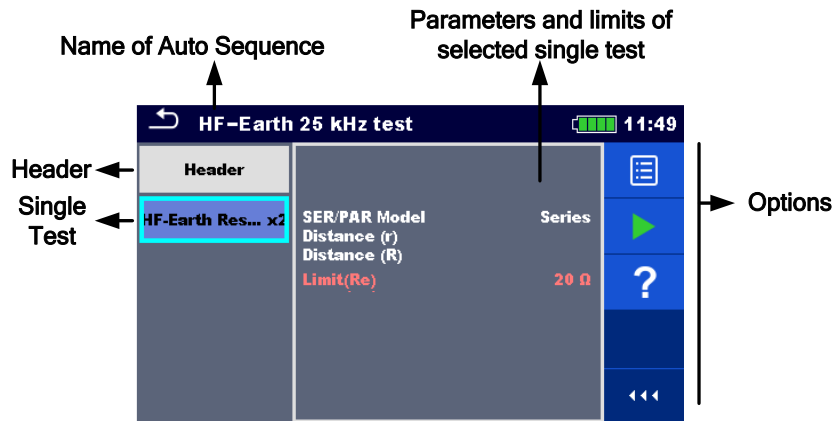 Parameters and limits of
selected single test
Name of Auto Sequence
HF-Earth 25 kHz test 11:49
Header
Header
Single
Test
HF-Earth Res... x2
SER/PAR Model Series
Distance (r)
Distance (R)
Limit(Re) 20 Ω
?
Options